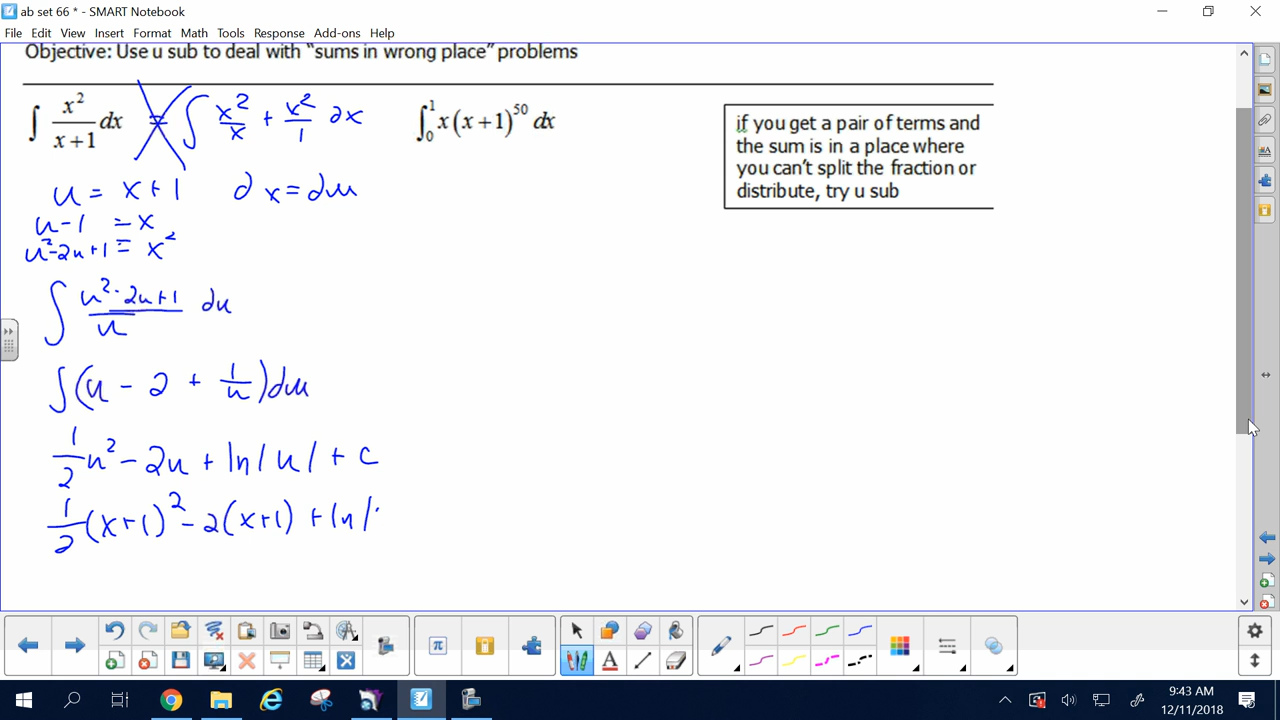 ab set 66 * - SMART Notebook
File Edit View Insert Format Math Tools Response Add-ons Help
Objective: Use u sub to deal with “sums in wrong place” problems
∫ x²/(x+1) dx = ∫ x²/x + x²/1 dx
∫₀¹ x(x+1)⁵⁰ dx
if you get a pair of terms and
the sum is in a place where
you can’t split the fraction or
distribute, try u sub
u = x+1 dx = du
u-1 = x
u²-2u+1 = x²
∫ (u²-2u+1)/u du
∫(u - 2 + 1/u)du
1/2 u² - 2u + ln|u| + c
1/2 (x+1)² - 2(x+1) + ln|
π
A
9:43 AM
12/11/2018